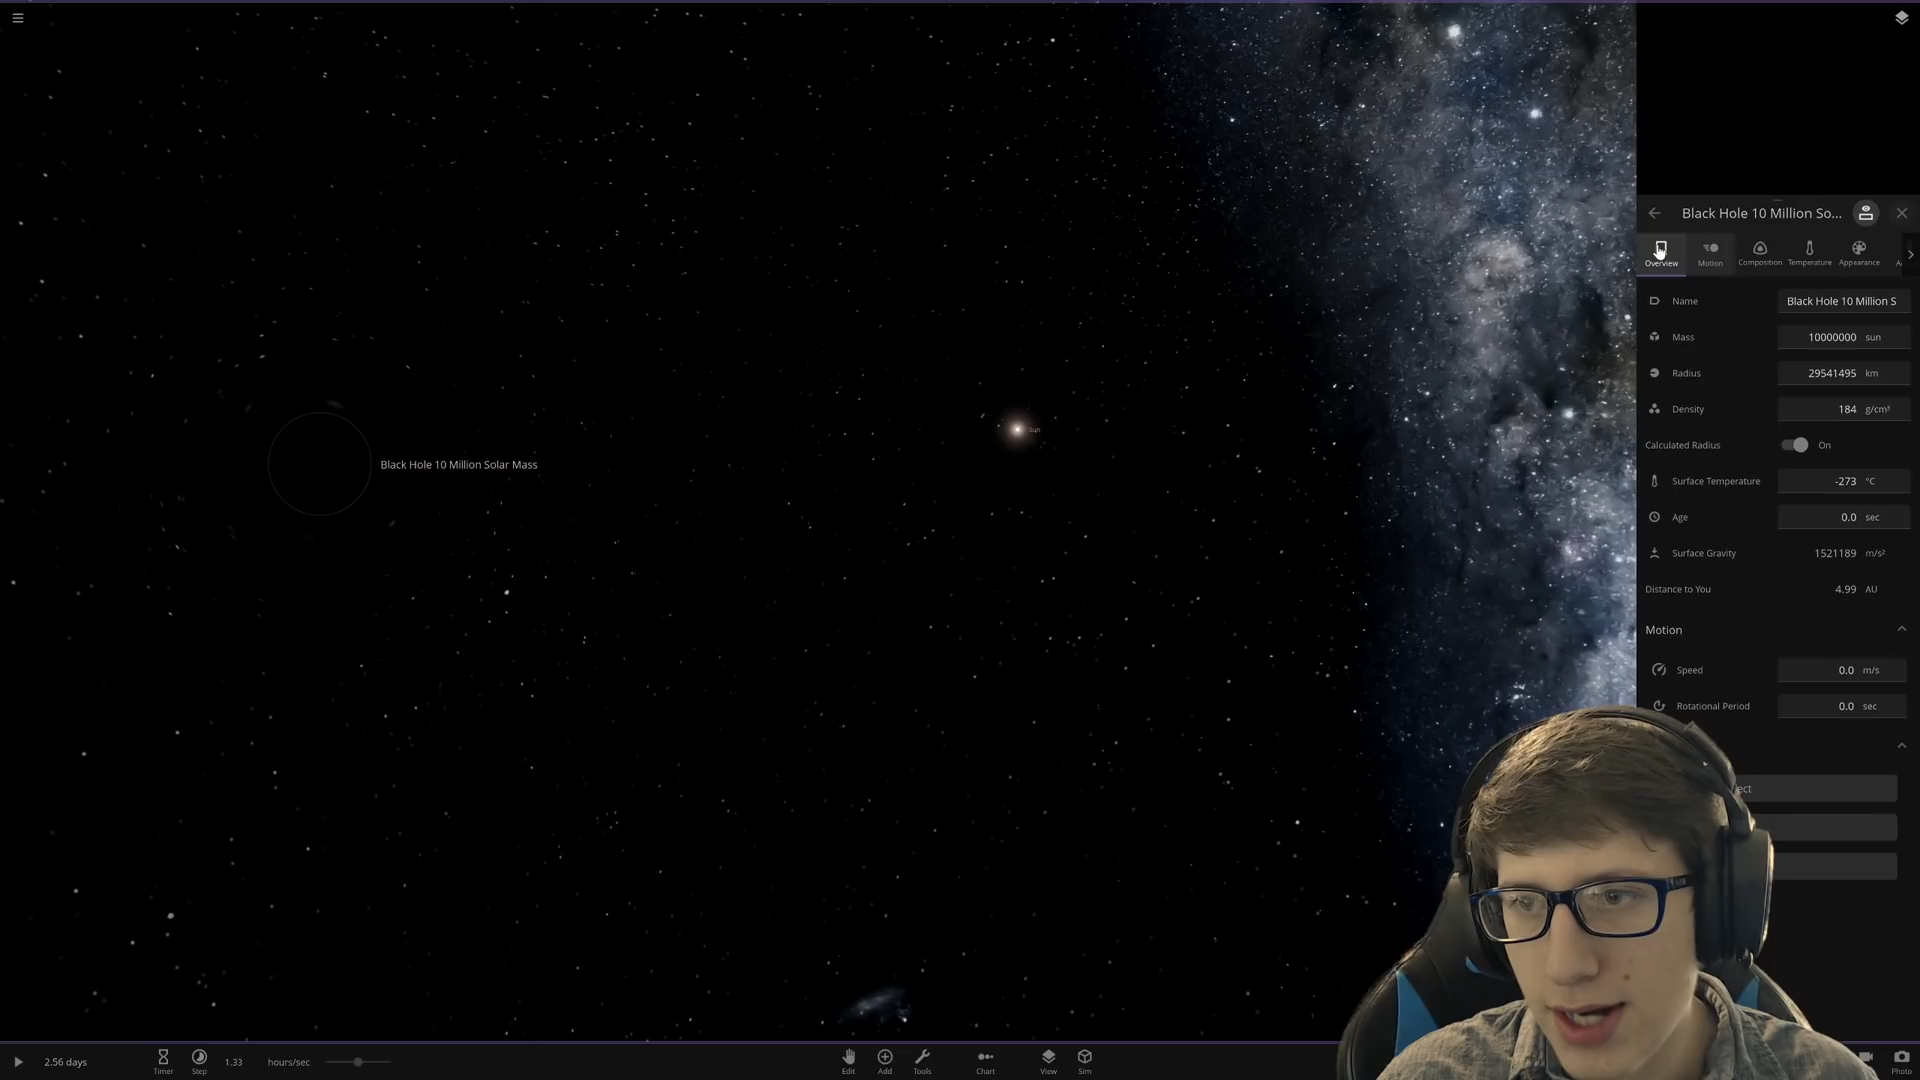 Black Hole 10 Million So...
Overview
Motion
Composition
Temperature
Appearance
Name
Black Hole 10 Million S
Mass
10000000 sun
Radius
29541495 km
Density
184 g/cm³
Calculated Radius
On
Surface Temperature
-273 °C
Age
0.0 sec
Surface Gravity
1521189 m/s²
Distance to You
4.99 AU
Motion
Speed
0.0 m/s
Rotational Period
0.0 sec
Sun
Black Hole 10 Million Solar Mass
2.56 days
Timer
Step
1.33
hours/sec
Edit
Add
Tools
Chart
View
Sim
Photo